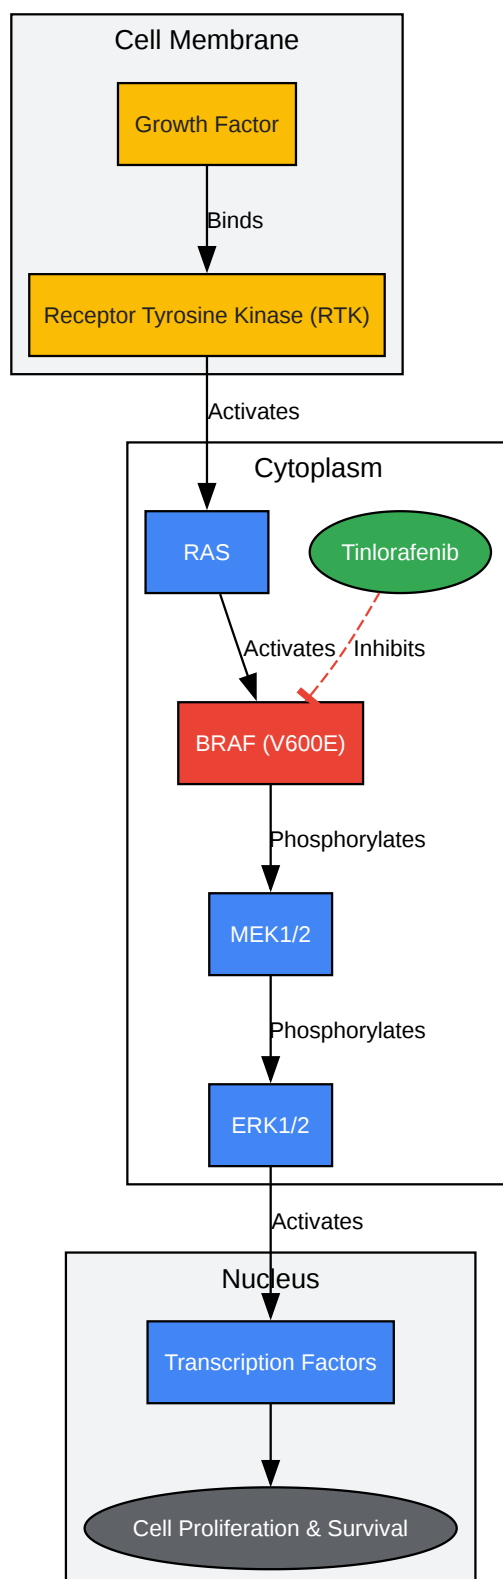 Cell Membrane
Growth Factor
Binds
Receptor Tyrosine Kinase (RTK)
Activates
Cytoplasm
RAS
Tinlorafenib
Activates
Inhibits
BRAF (V600E)
Phosphorylates
MEK1/2
Phosphorylates
ERK1/2
Activates
Nucleus
Transcription Factors
Cell Proliferation & Survival